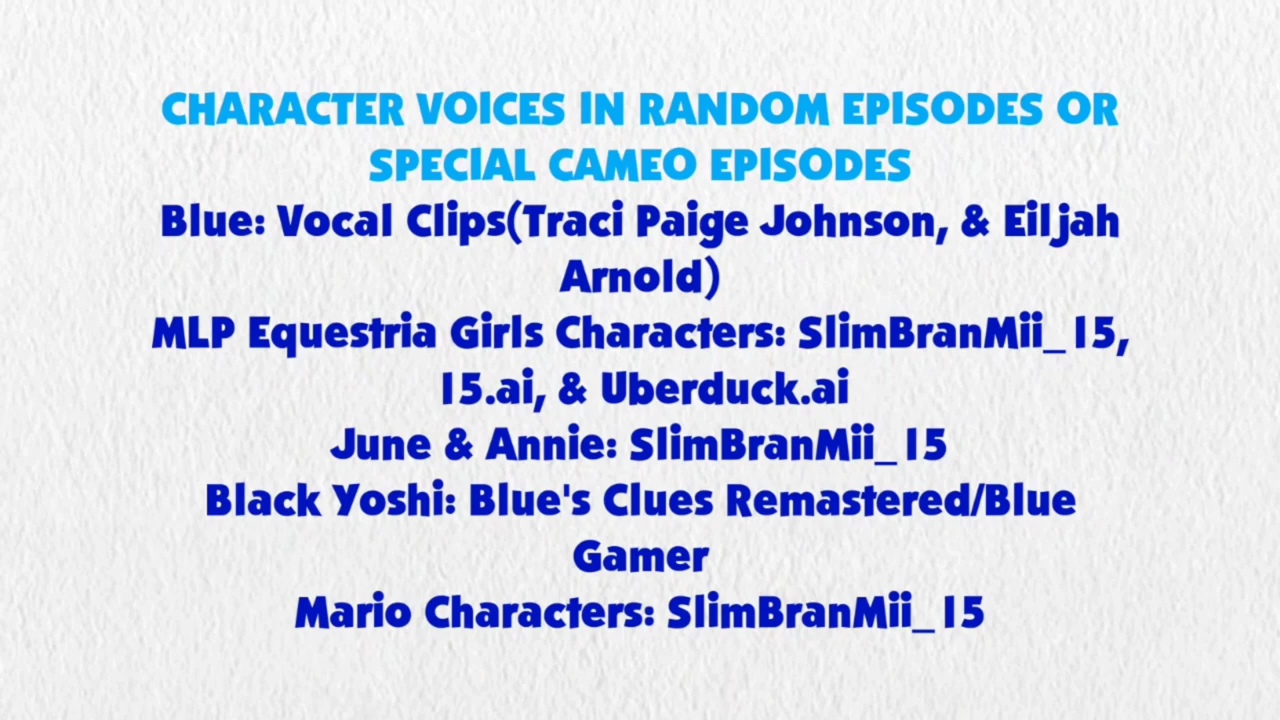 CHARACTER VOICES IN RANDOM EPISODES OR
SPECIAL CAMEO EPISODES
Blue: Vocal Clips(Traci Paige Johnson, & Eiljah
Arnold)
MLP Equestria Girls Characters: SlimBranMii_15,
15.ai, & Uberduck.ai
June & Annie: SlimBranMii_15
Black Yoshi: Blue's Clues Remastered/Blue
Gamer
Mario Characters: SlimBranMii_15